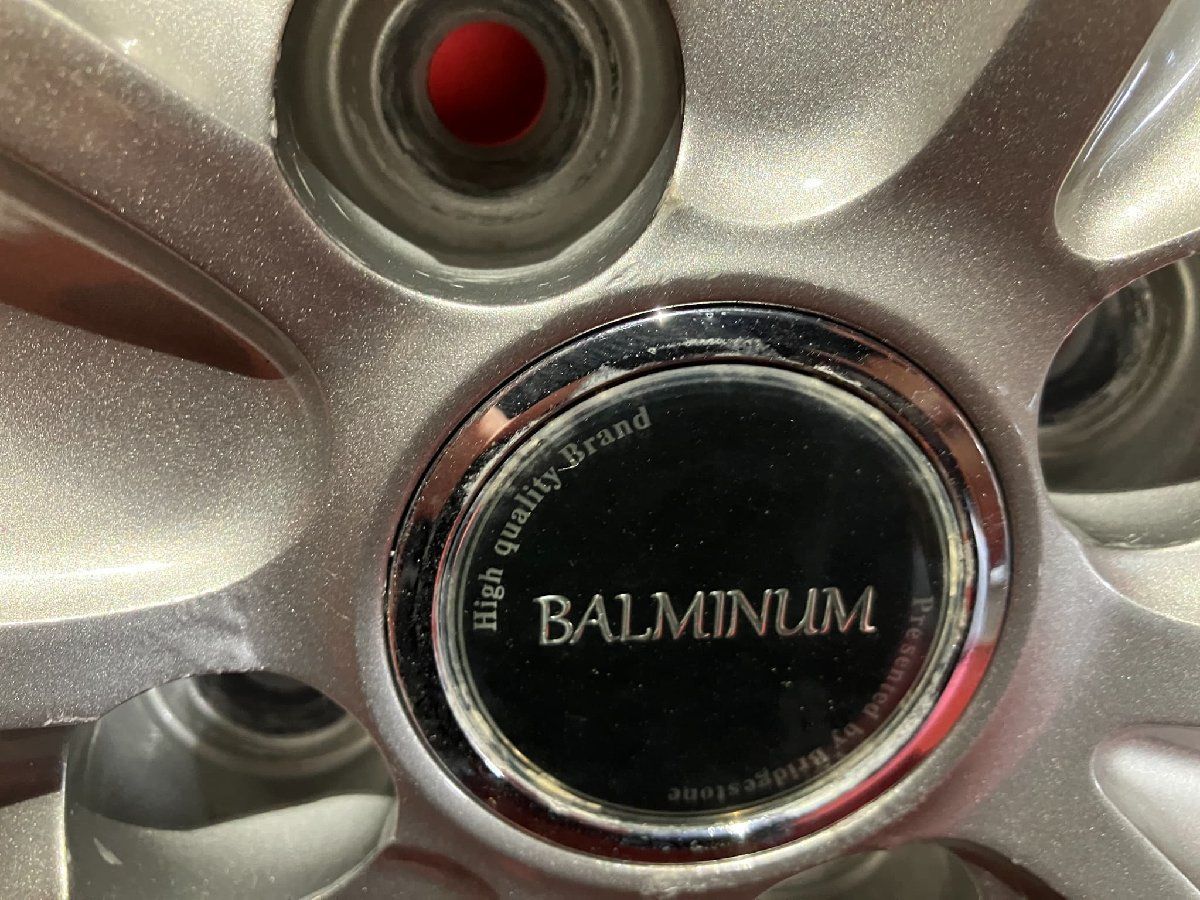 High quality Brand
BALMINUM
Presented by Bridgestone